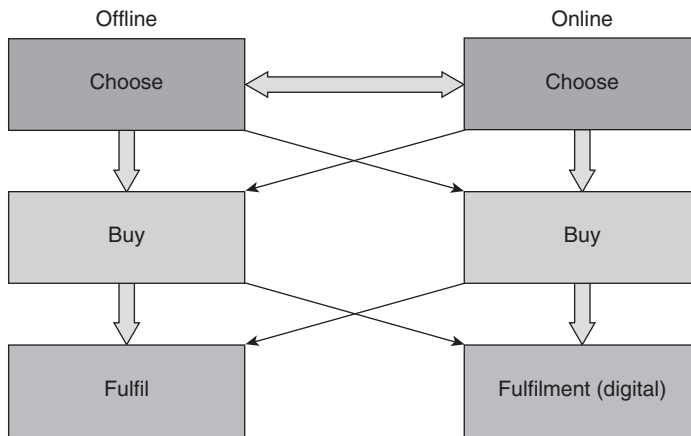 Offline
Online
Choose
Choose
Buy
Buy
Fulfil
Fulfilment (digital)